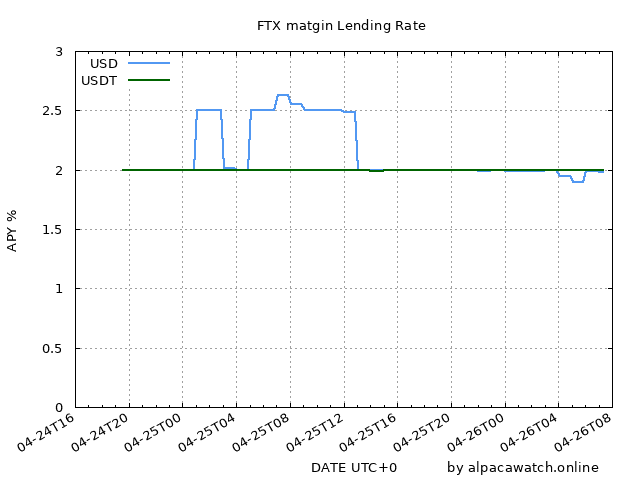 FTX matgin Lending Rate
USD
USDT
3
2.5
2
1.5
1
0.5
0
APY %
04-24T16 04-24T20 04-25T00 04-25T04 04-25T08 04-25T12 04-25T16 04-25T20 04-26T00 04-26T04 04-26T08
DATE UTC+0 by alpacawatch.online